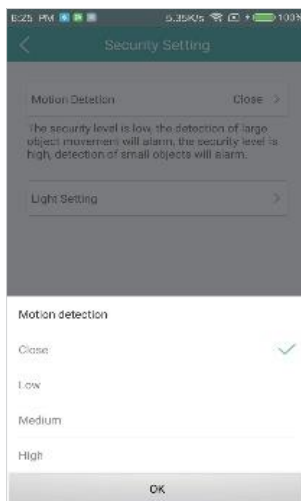 6:25 PM 5.35K/s 100%
Security Setting
Motion Detetion Close >
The security level is low, the detection of large
object movement will alarm, the security level is
high, detection of small objects will alarm.
Light Setting >
Motion detection
Close
Low
Medium
High
OK